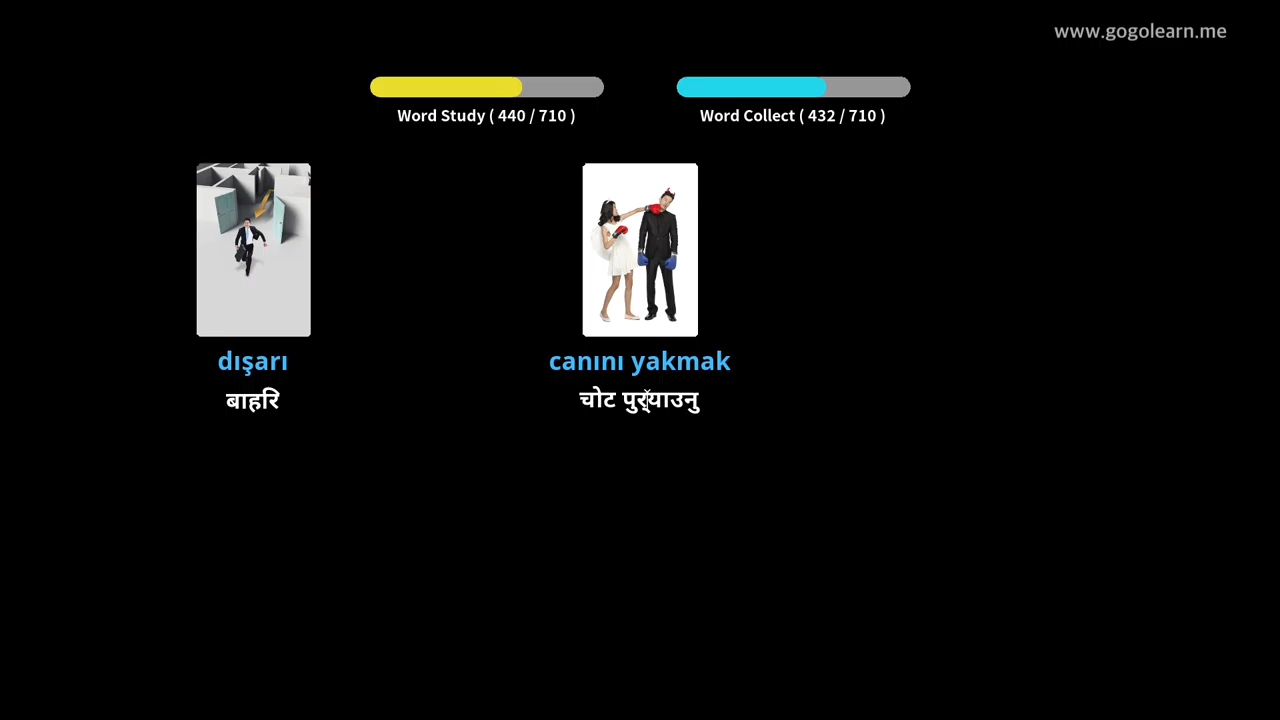 www.gogolearn.me
Word Study ( 440 / 710 )
Word Collect ( 432 / 710 )
dışarı
canını yakmak
बाहिर
चोट पुर्‍याउनु